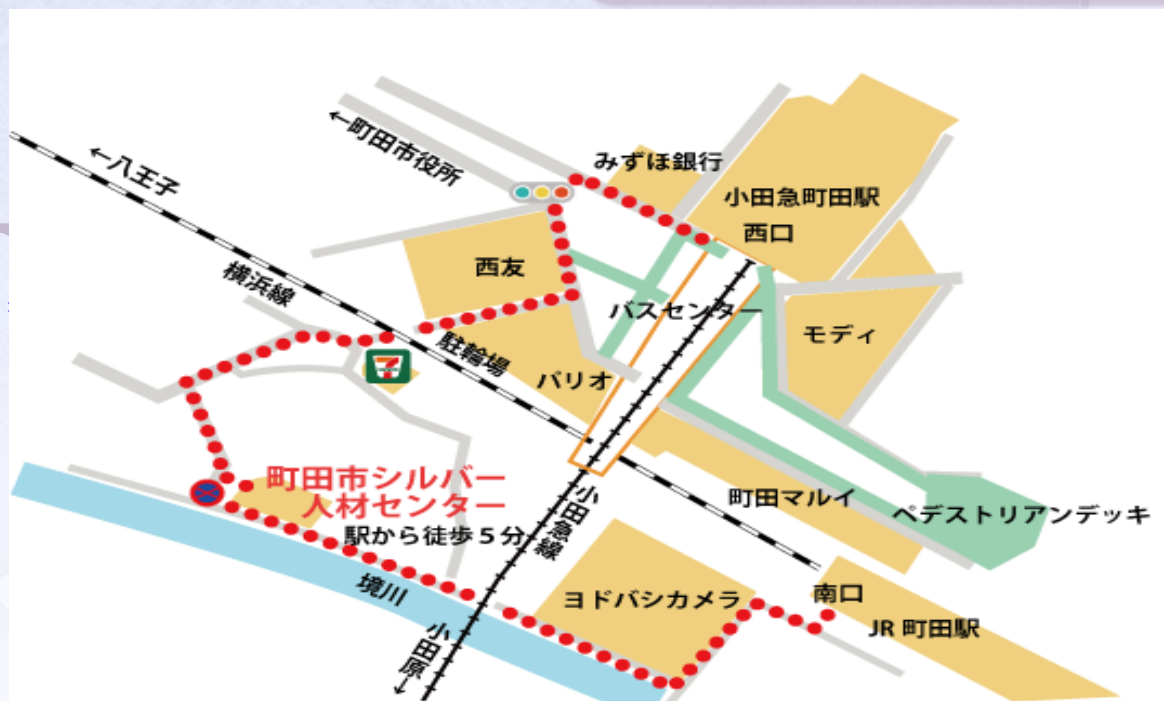 ←町田市役所
みずほ銀行
←八王子
小田急町田駅
西口
西友
横浜線
バスセンター
モディ
駐輪場
パリオ
7
町田市シルバー
人材センター
駅から徒歩5分
小田急線
町田マルイ
ペデストリアンデッキ
境川
ヨドバシカメラ
南口
JR 町田駅
小田原→